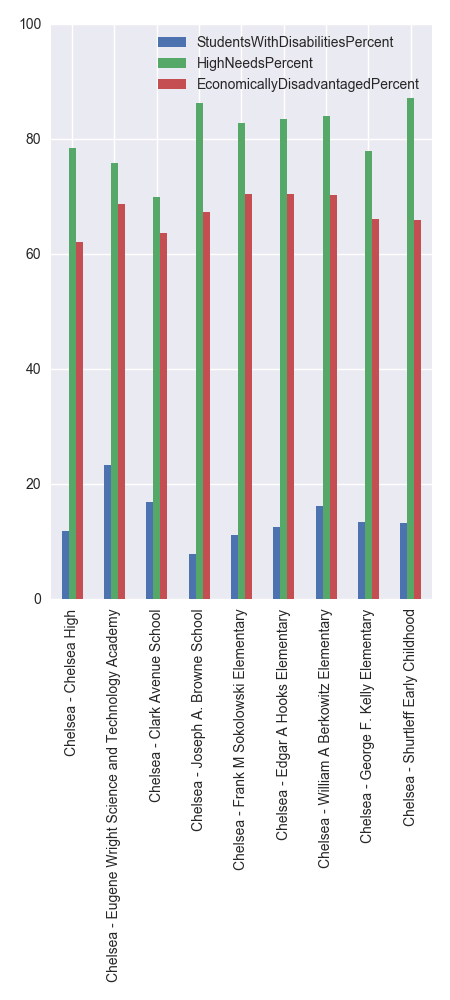 100
80
60
40
20
0
StudentsWithDisabilitiesPercent
HighNeedsPercent
EconomicallyDisadvantagedPercent
Chelsea - Chelsea High
Chelsea - Eugene Wright Science and Technology Academy
Chelsea - Clark Avenue School
Chelsea - Joseph A. Browne School
Chelsea - Frank M Sokolowski Elementary
Chelsea - Edgar A Hooks Elementary
Chelsea - William A Berkowitz Elementary
Chelsea - George F. Kelly Elementary
Chelsea - Shurtleff Early Childhood